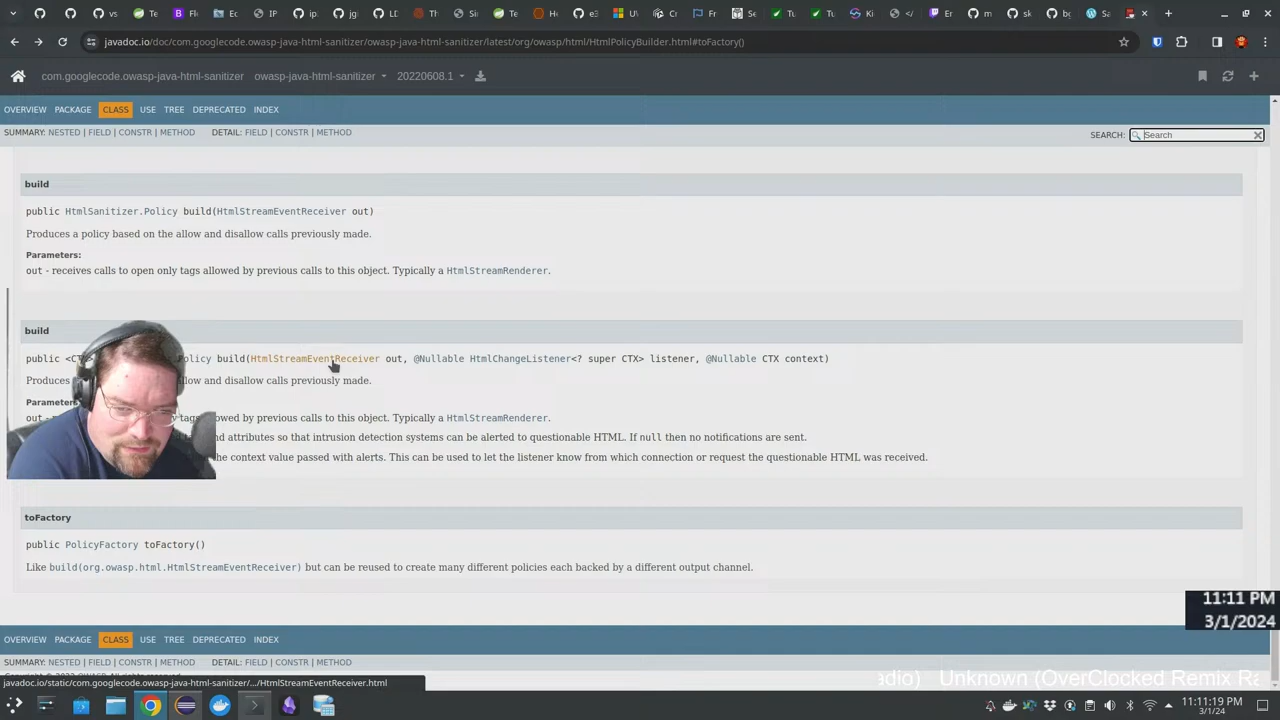 javadoc.io/doc/com.googlecode.owasp-java-html-sanitizer/owasp-java-html-sanitizer/latest/org/owasp/html/HtmlPolicyBuilder.html#toFactory()
com.googlecode.owasp-java-html-sanitizer owasp-java-html-sanitizer 20220608.1
OVERVIEW PACKAGE CLASS USE TREE DEPRECATED INDEX
SUMMARY: NESTED | FIELD | CONSTR | METHOD DETAIL: FIELD | CONSTR | METHOD
SEARCH: Search
build
public HtmlSanitizer.Policy build(HtmlStreamEventReceiver out)
Produces a policy based on the allow and disallow calls previously made.
Parameters:
out - receives calls to open only tags allowed by previous calls to this object. Typically a HtmlStreamRenderer.
build
public <CT Policy build(HtmlStreamEventReceiver out, @Nullable HtmlChangeListener<? super CTX> listener, @Nullable CTX context)
Produces allow and disallow calls previously made.
Parameters
out tags allowed by previous calls to this object. Typically a HtmlStreamRenderer.
and attributes so that intrusion detection systems can be alerted to questionable HTML. If null then no notifications are sent.
the context value passed with alerts. This can be used to let the listener know from which connection or request the questionable HTML was received.
toFactory
public PolicyFactory toFactory()
Like build(org.owasp.html.HtmlStreamEventReceiver) but can be reused to create many different policies each backed by a different output channel.
11:11 PM
3/1/2024
OVERVIEW PACKAGE CLASS USE TREE DEPRECATED INDEX
SUMMARY: NESTED | FIELD | CONSTR | METHOD DETAIL: FIELD | CONSTR | METHOD
javadoc.io/static/com.googlecode.owasp-java-html-sanitizer/.../HtmlStreamEventReceiver.html
Unknown (OverClocked Remix Ra
11:11:19 PM
3/1/24